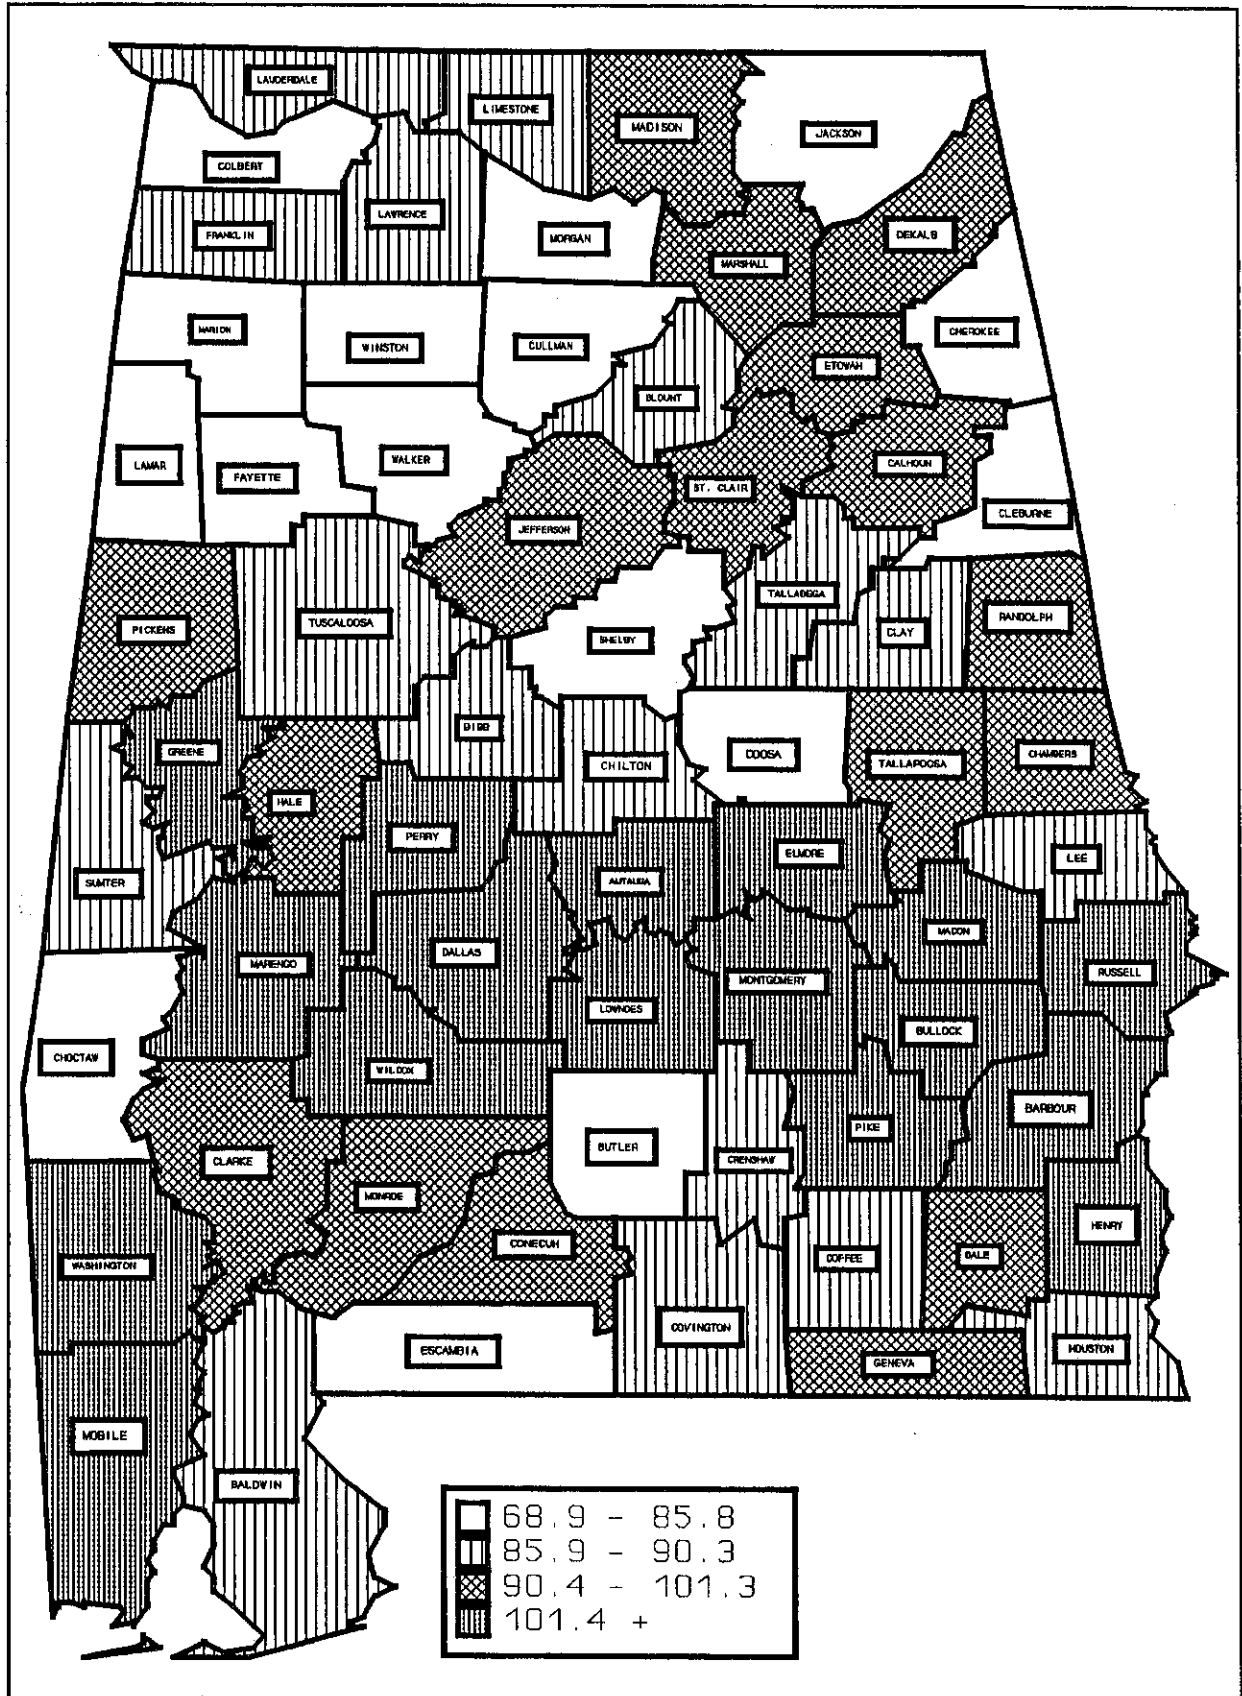 LAUDERDALE
LIMESTONE
MADISON
JACKSON
COLBERT
LAWRENCE
FRANKLIN
MORGAN
DEKALB
MARSHALL
MARION
WINSTON
CULLMAN
CHEROKEE
ETOWAH
BLOUNT
LAMAR
FAYETTE
WALKER
CALHOUN
ST. CLAIR
CLEBURNE
JEFFERSON
TALLADEGA
PICKENS
TUSCALOOSA
SHELBY
CLAY
RANDOLPH
BIBB
GREENE
CHILTON
COOSA
TALLAPOOSA
CHAMBERS
HALE
PERRY
ELMORE
LEE
SUMTER
AUTAUGA
MACON
MARENGO
DALLAS
MONTGOMERY
RUSSELL
LOWNDES
BULLOCK
CHOCTAW
WILCOX
BARBOUR
PIKE
CLARKE
BUTLER
CRENSHAW
MONROE
HENRY
WASHINGTON
CONECUH
COFFEE
DALE
COVINGTON
ESCAMBIA
GENEVA
HOUSTON
MOBILE
BALDWIN
68.9 - 85.8
85.9 - 90.3
90.4 - 101.3
101.4 +